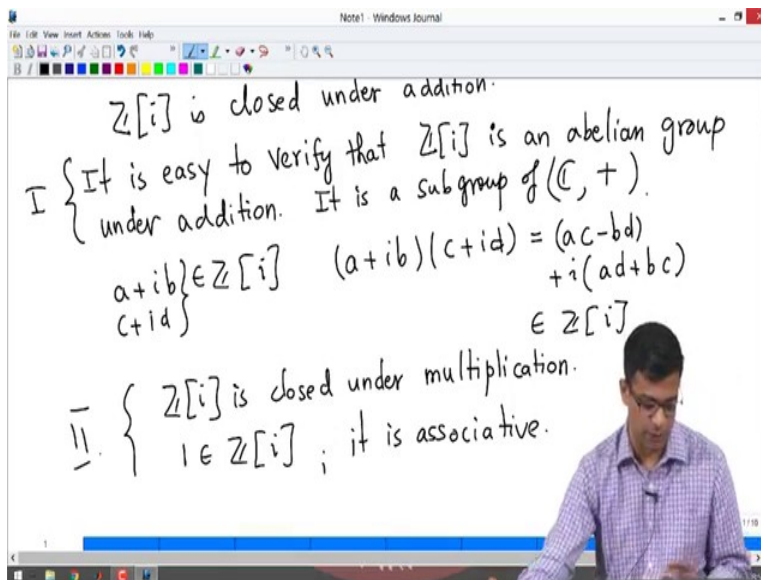 Note1 - Windows Journal
File Edit View Insert Actions Tools Help
B I
ℤ[i] is closed under addition.
I { It is easy to verify that ℤ[i] is an abelian group
under addition. It is a subgroup of (ℂ, +).
a+ib } ∈ ℤ[i] (a+ib)(c+id) = (ac-bd)
c+id } +i(ad+bc)
∈ ℤ[i]
II { ℤ[i] is closed under multiplication.
1 ∈ ℤ[i] ; it is associative.
1